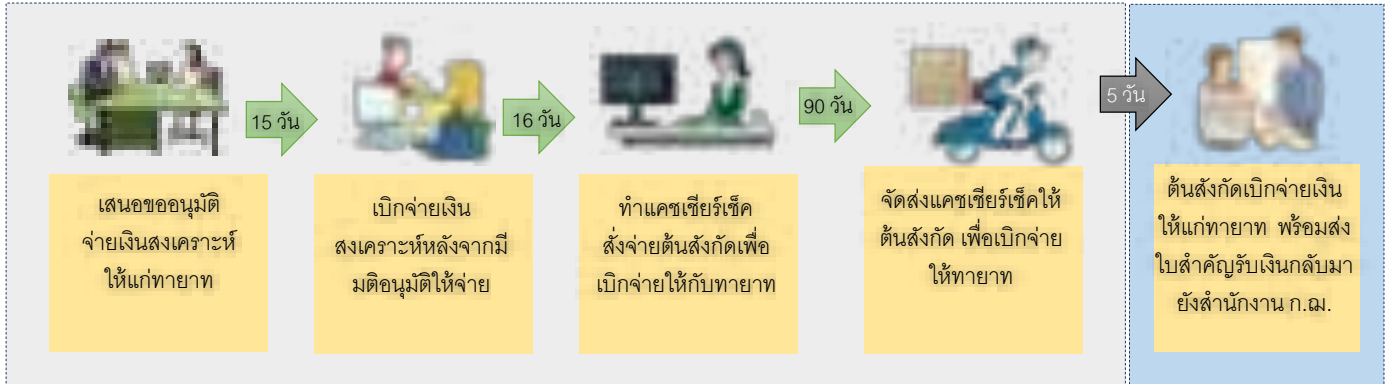 เสนอขออนุมัติ
จ่ายเงินสงเคราะห์
ให้แก่ทายาท
15 วัน
เบิกจ่ายเงิน
สงเคราะห์หลังจากมี
มติอนุมัติให้จ่าย
16 วัน
ทำแคชเชียร์เช็ค
สั่งจ่ายต้นสังกัดเพื่อ
เบิกจ่ายให้กับทายาท
90 วัน
จัดส่งแคชเชียร์เช็คให้
ต้นสังกัด เพื่อเบิกจ่าย
ให้ทายาท
5 วัน
ต้นสังกัดเบิกจ่ายเงิน
ให้แก่ทายาท พร้อมส่ง
ใบสำคัญรับเงินกลับมา
ยังสำนักงาน ก.ฌ.